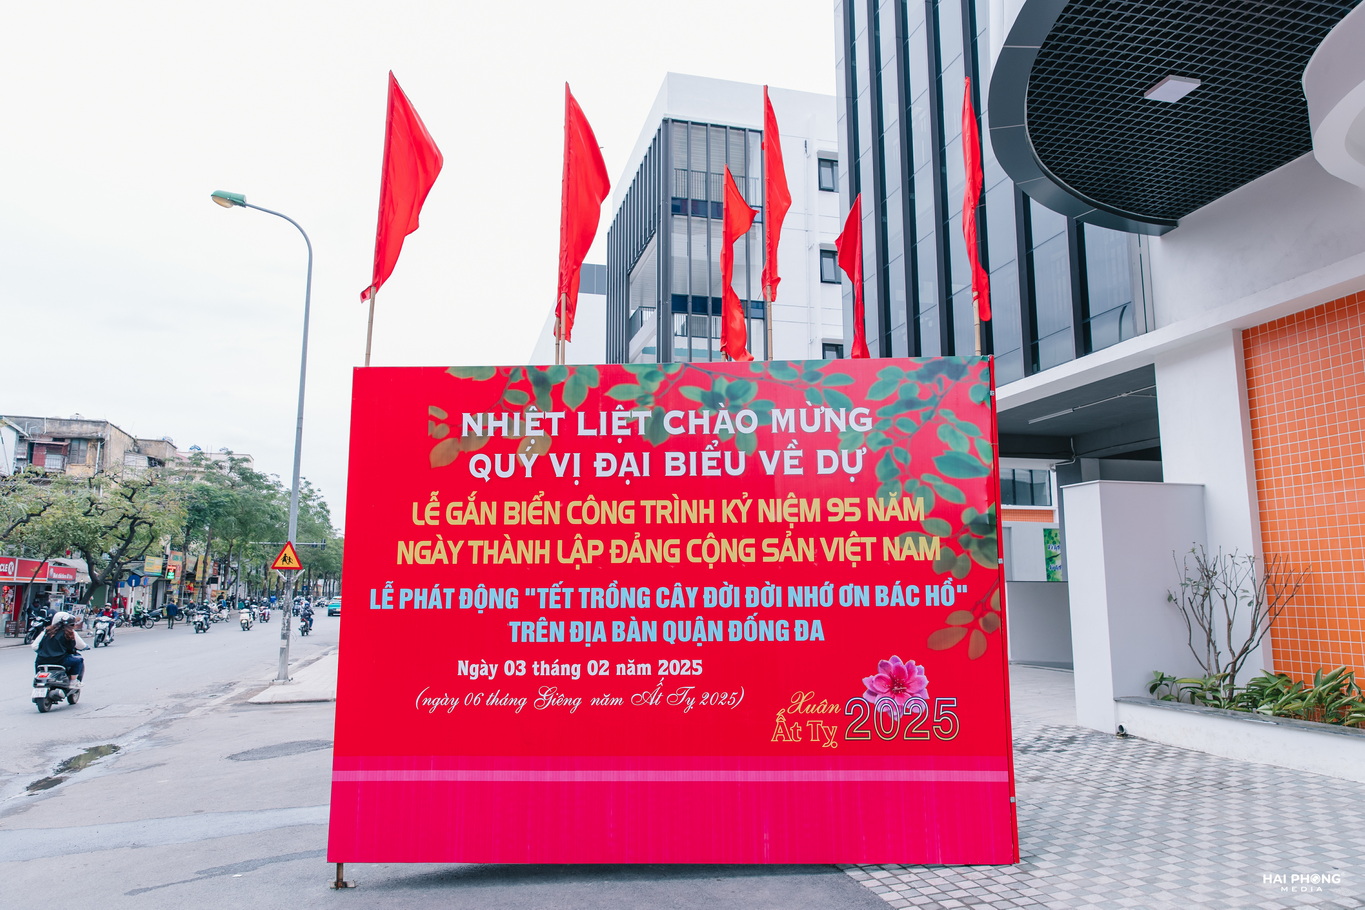 NHIỆT LIỆT CHÀO MỪNG
QUÝ VỊ ĐẠI BIỂU VỀ DỰ
LỄ GẮN BIỂN CÔNG TRÌNH KỶ NIỆM 95 NĂM
NGÀY THÀNH LẬP ĐẢNG CỘNG SẢN VIỆT NAM
LỄ PHÁT ĐỘNG "TẾT TRỒNG CÂY ĐỜI ĐỜI NHỚ ƠN BÁC HỒ"
TRÊN ĐỊA BÀN QUẬN ĐỐNG ĐA
Ngày 03 tháng 02 năm 2025
(ngày 06 tháng Giêng năm Ất Tỵ 2025)
Xuân
Ất Tỵ 2025
HAI PHONG
MEDIA